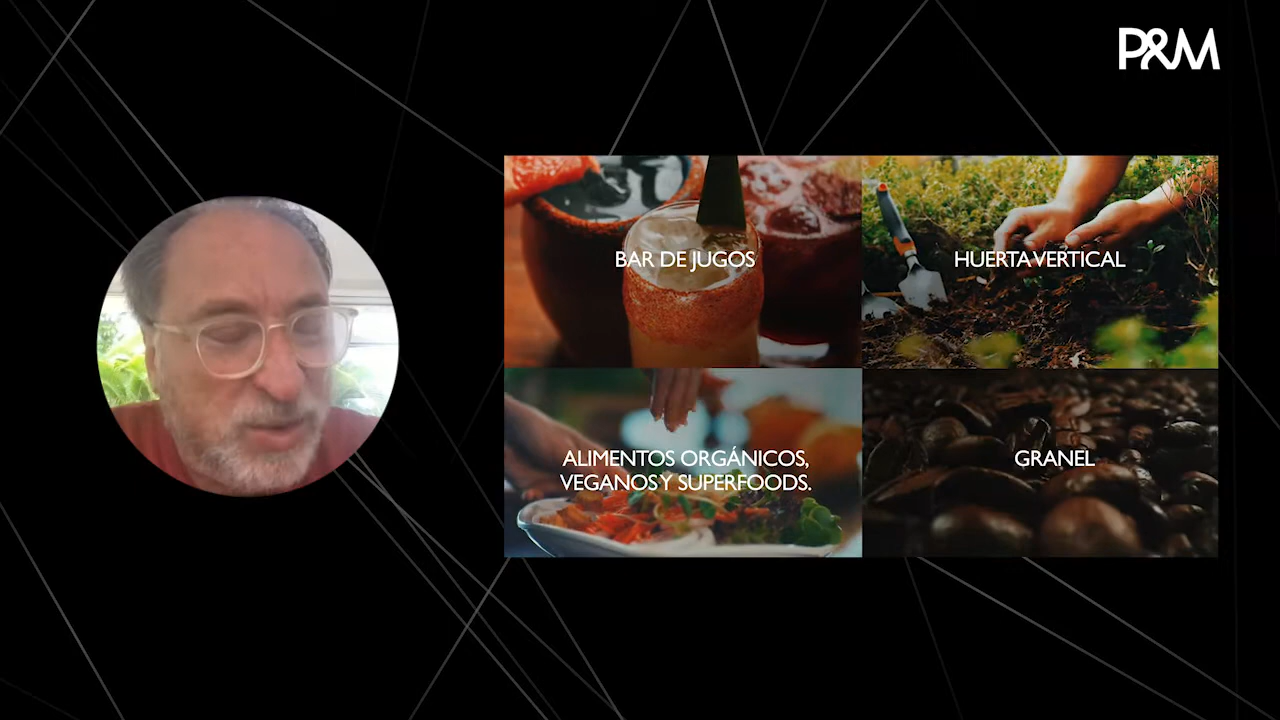 P&M
BAR DE JUGOS
HUERTA VERTICAL
ALIMENTOS ORGÁNICOS,
VEGANOS Y SUPERFOODS.
GRANEL